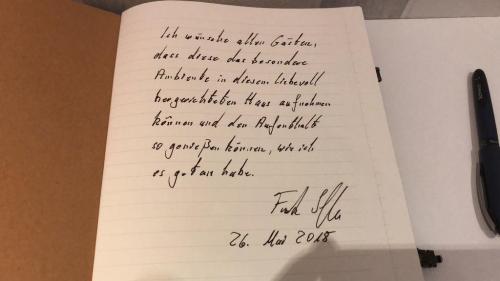 Ich wünsche allen Gästen,
dass diese das besondere
Ambiente in diesem liebevoll
hergerichteten Haus aufnehmen
können und den Aufenthalt
so genießen können, wie ich
es getan habe.
26. Mai 2018